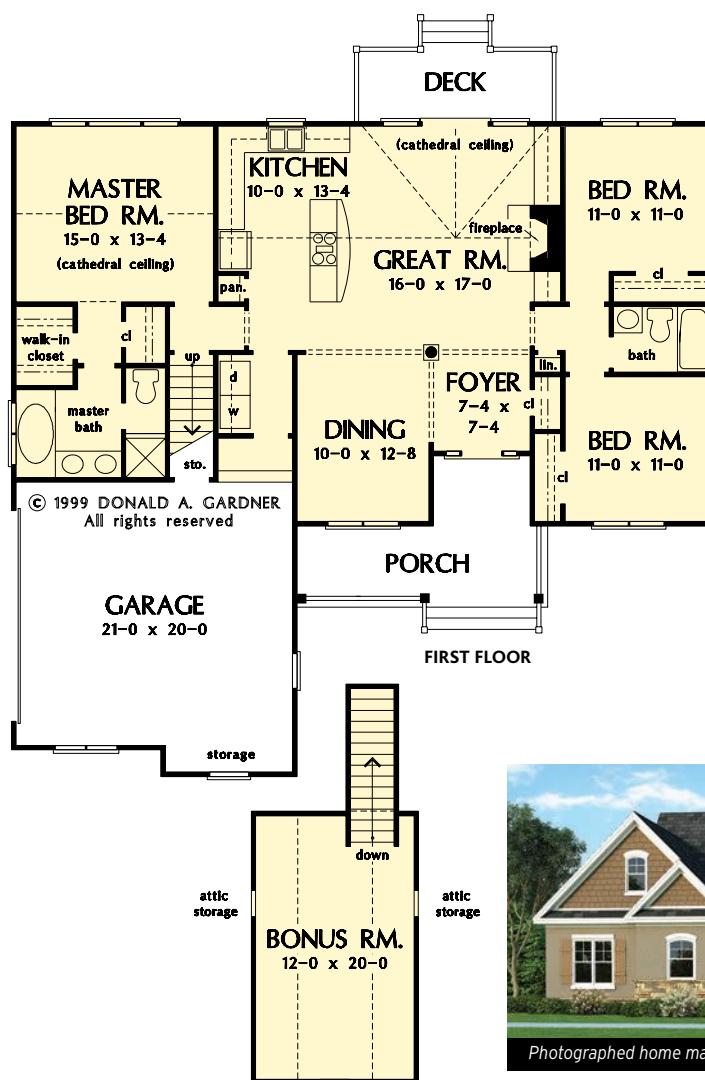 DECK
(cathedral ceiling)
KITCHEN
10-0 x 13-4
MASTER
BED RM.
15-0 x 13-4
(cathedral ceiling)
BED RM.
11-0 x 11-0
fireplace
GREAT RM.
16-0 x 17-0
cl
pan.
walk-in
closet
cl
bath
up
lin.
d
w
FOYER
7-4 x
7-4
cl
master
bath
DINING
10-0 x 12-8
BED RM.
11-0 x 11-0
sto.
cl
© 1999 DONALD A. GARDNER
All rights reserved
PORCH
GARAGE
21-0 x 20-0
FIRST FLOOR
storage
down
attic
storage
attic
storage
BONUS RM.
12-0 x 20-0
Photographed home ma